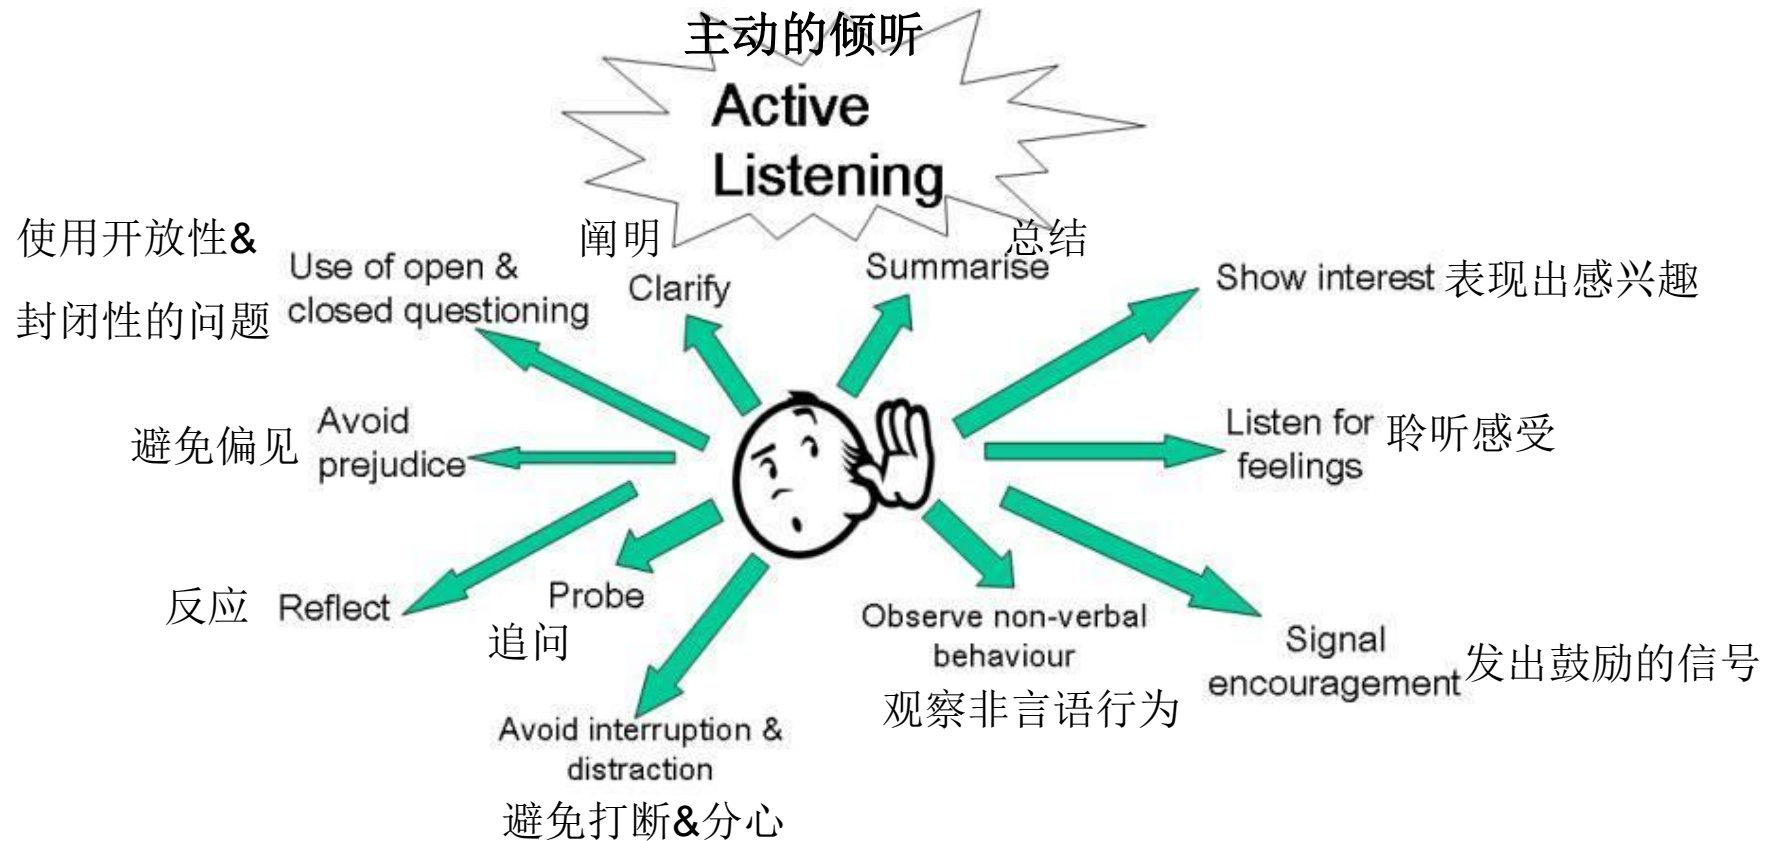 主动的倾听
Active
Listening
使用开放性&
封闭性的问题
Use of open &
closed questioning
阐明
Clarify
总结
Summarise
Show interest 表现出感兴趣
避免偏见
Avoid
prejudice
Listen for
feelings
聆听感受
反应 Reflect
Probe
追问
Observe non-verbal
behaviour
观察非言语行为
Signal
encouragement
发出鼓励的信号
Avoid interruption &
distraction
避免打断&分心